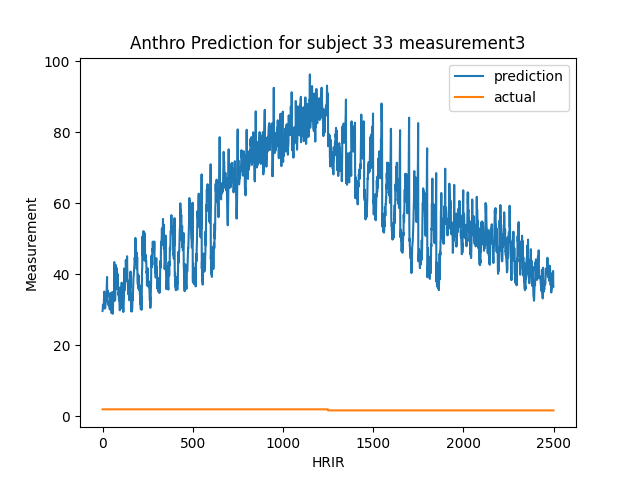 Anthro Prediction for subject 33 measurement3
prediction
actual
Measurement
100
80
60
40
20
0
0 500 1000 1500 2000 2500
HRIR